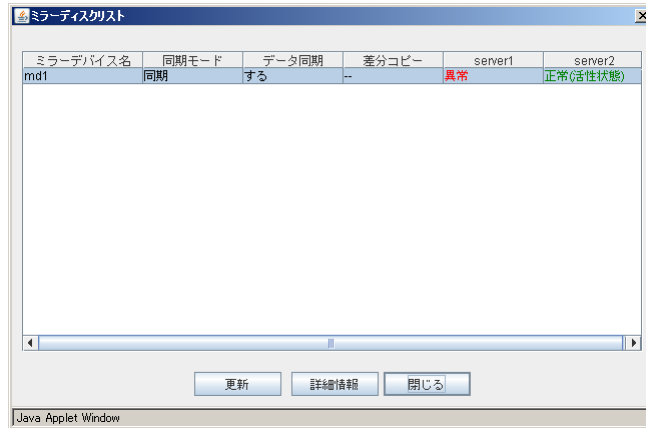 ミラーディスクリスト
ミラーデバイス名 同期モード データ同期 差分コピー server1 server2
md1 同期 する -- 異常 正常(活性状態)
更新 詳細情報 閉じる
Java Applet Window